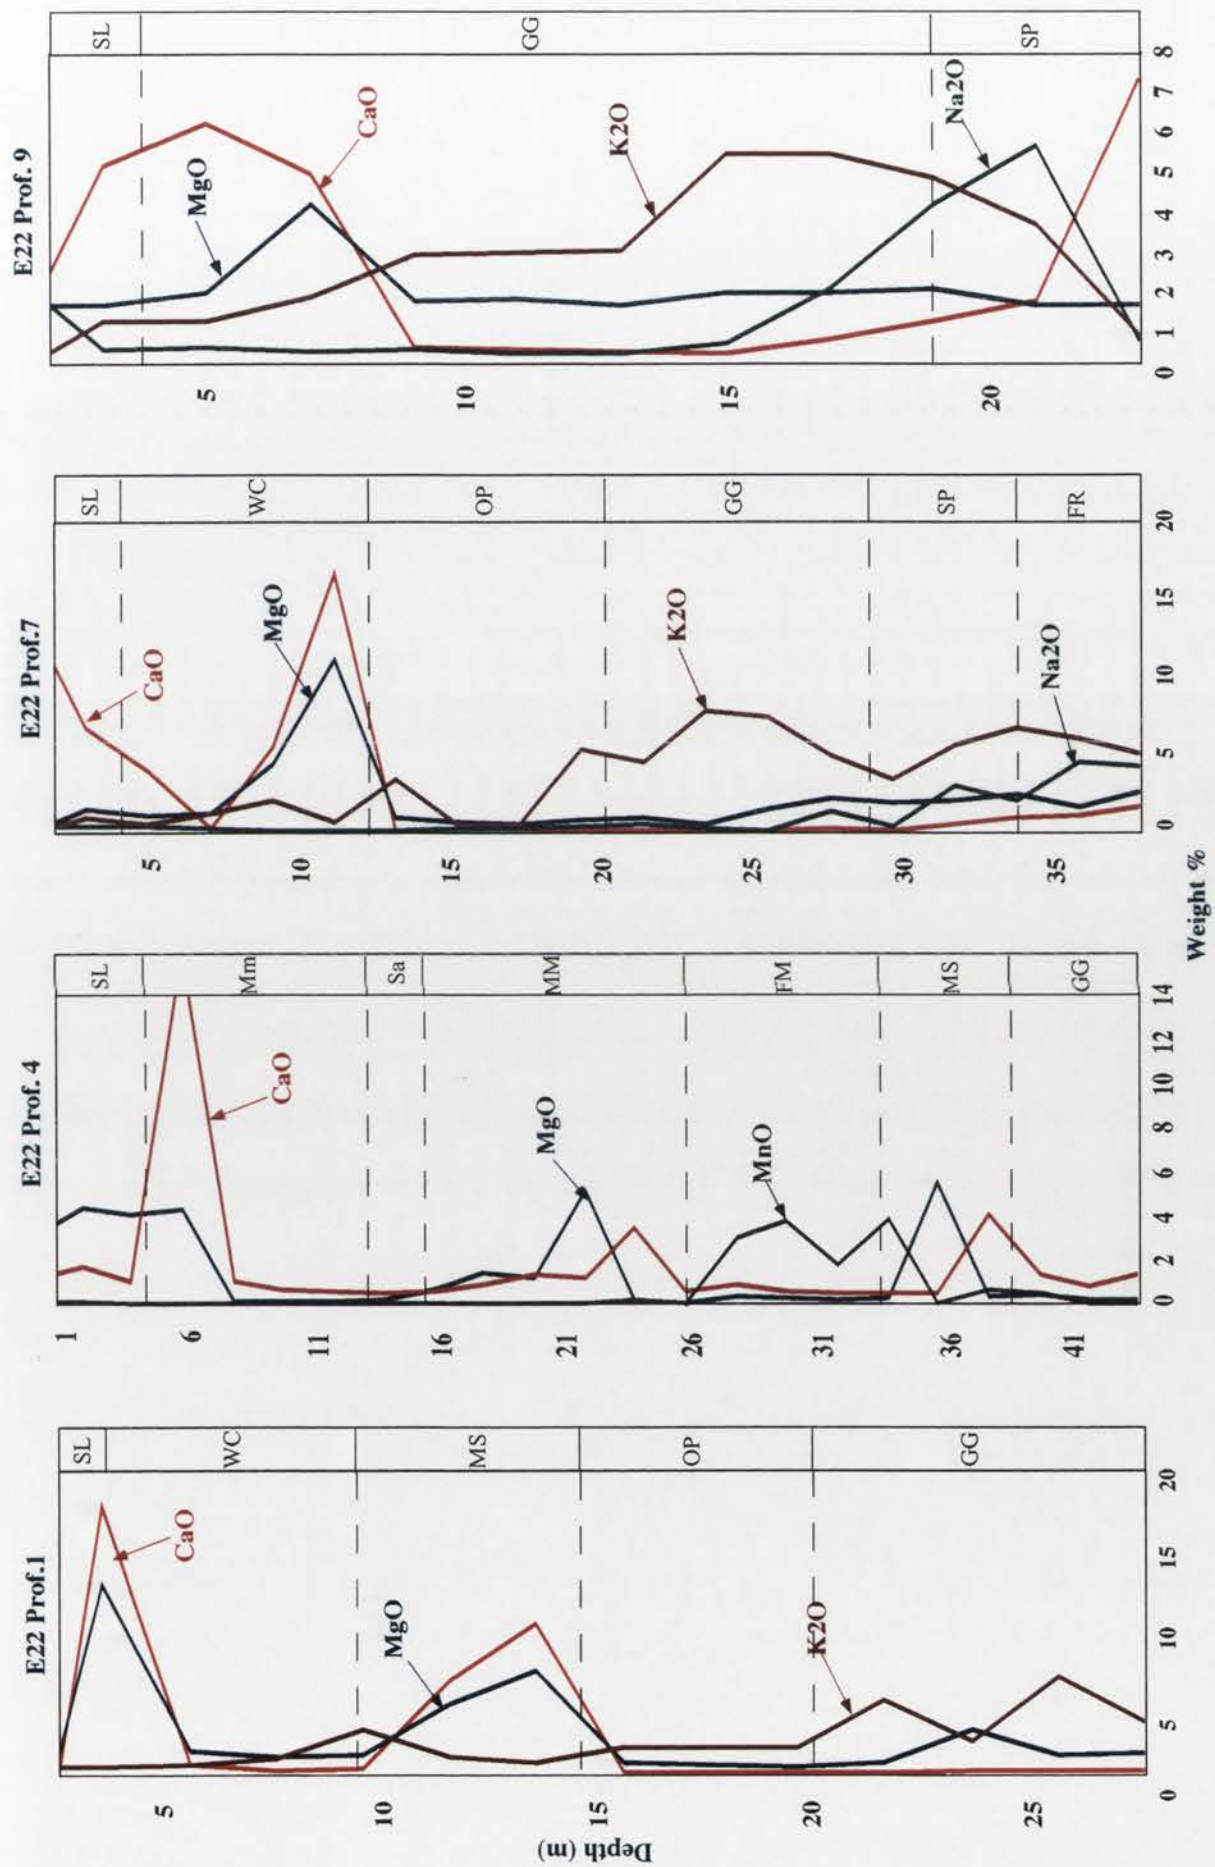 E22 Prof.1
SL
WC
MS
OP
GG
CaO
MgO
K2O
5
10
15
20
25
0
5
10
15
20
Depth (m)
E22 Prof. 4
SL
Mm
Sa
MM
FM
MS
GG
CaO
MgO
MnO
1
6
11
16
21
26
31
36
41
0
2
4
6
8
10
12
14
E22 Prof.7
SL
WC
OP
GG
SP
FR
CaO
MgO
K2O
Na2O
5
10
15
20
25
30
35
0
5
10
15
20
Weight %
E22 Prof. 9
SL
GG
SP
MgO
CaO
K2O
Na2O
5
10
15
20
0
1
2
3
4
5
6
7
8